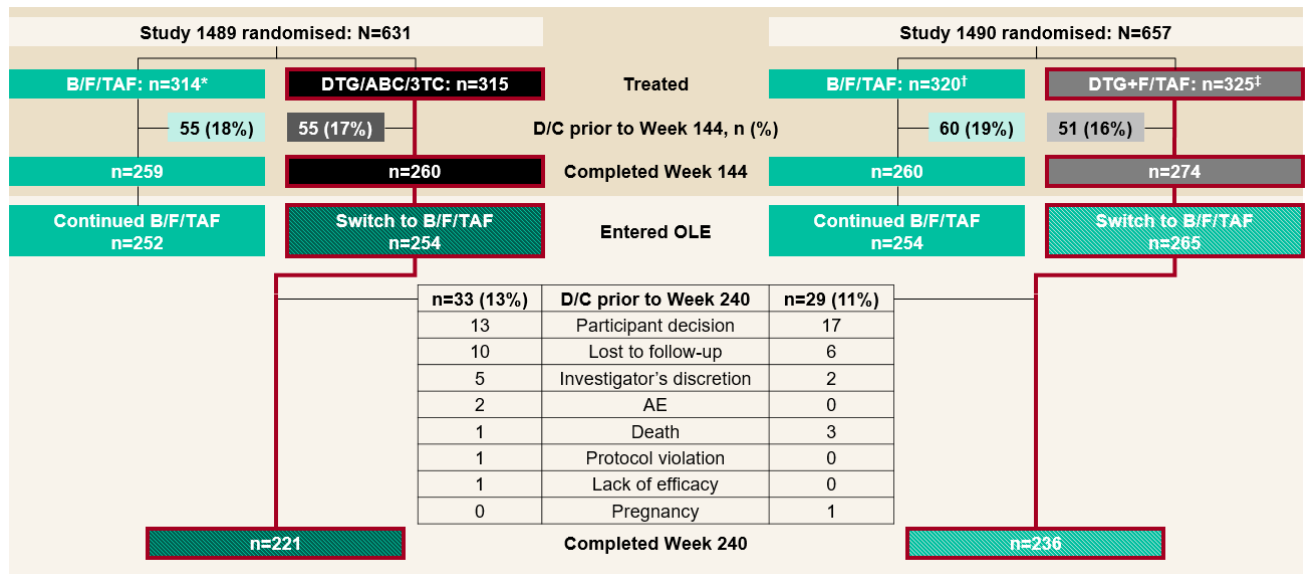 Study 1489 randomised: N=631
Study 1490 randomised: N=657
B/F/TAF: n=314*
DTG/ABC/3TC: n=315
Treated
B/F/TAF: n=320†
DTG+F/TAF: n=325‡
55 (18%)
55 (17%)
D/C prior to Week 144, n (%)
60 (19%)
51 (16%)
n=259
n=260
Completed Week 144
n=260
n=274
Continued B/F/TAF
n=252
Switch to B/F/TAF
n=254
Entered OLE
Continued B/F/TAF
n=254
Switch to B/F/TAF
n=265
n=33 (13%) D/C prior to Week 240 n=29 (11%)
13 Participant decision 17
10 Lost to follow-up 6
5 Investigator's discretion 2
2 AE 0
1 Death 3
1 Protocol violation 0
1 Lack of efficacy 0
0 Pregnancy 1
n=221
Completed Week 240
n=236